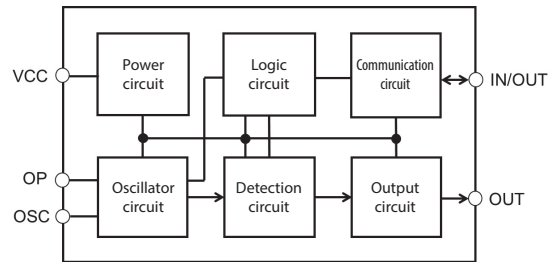 VCC
Power
circuit
Logic
circuit
Communication
circuit
IN/OUT
OP
OSC
Oscillator
circuit
Detection
circuit
Output
circuit
OUT